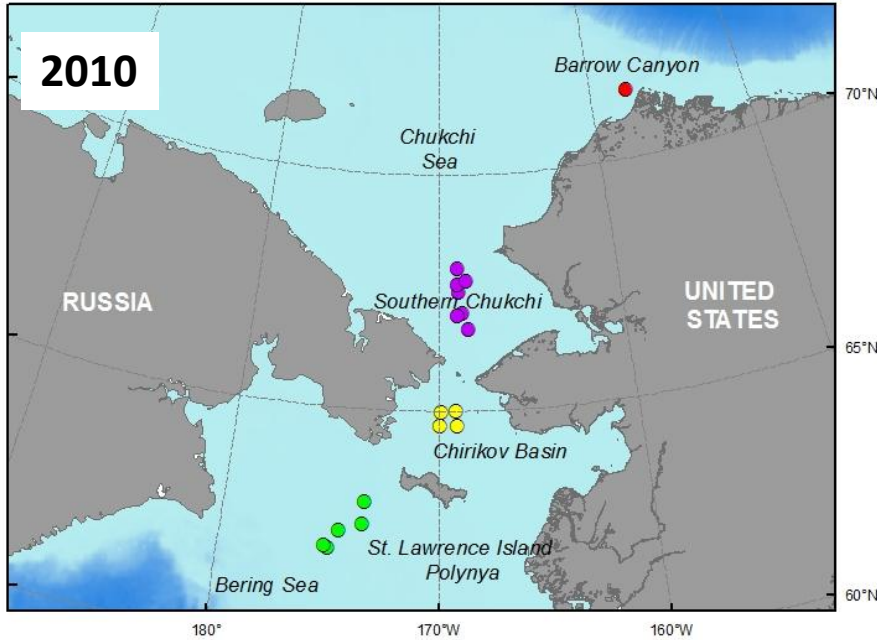 2010
Barrow Canyon
70°N
Chukchi
Sea
RUSSIA
Southern Chukchi
UNITED
STATES
65°N
Chirikov Basin
St. Lawrence Island
Polynya
Bering Sea
60°N
180°
170°W
160°W